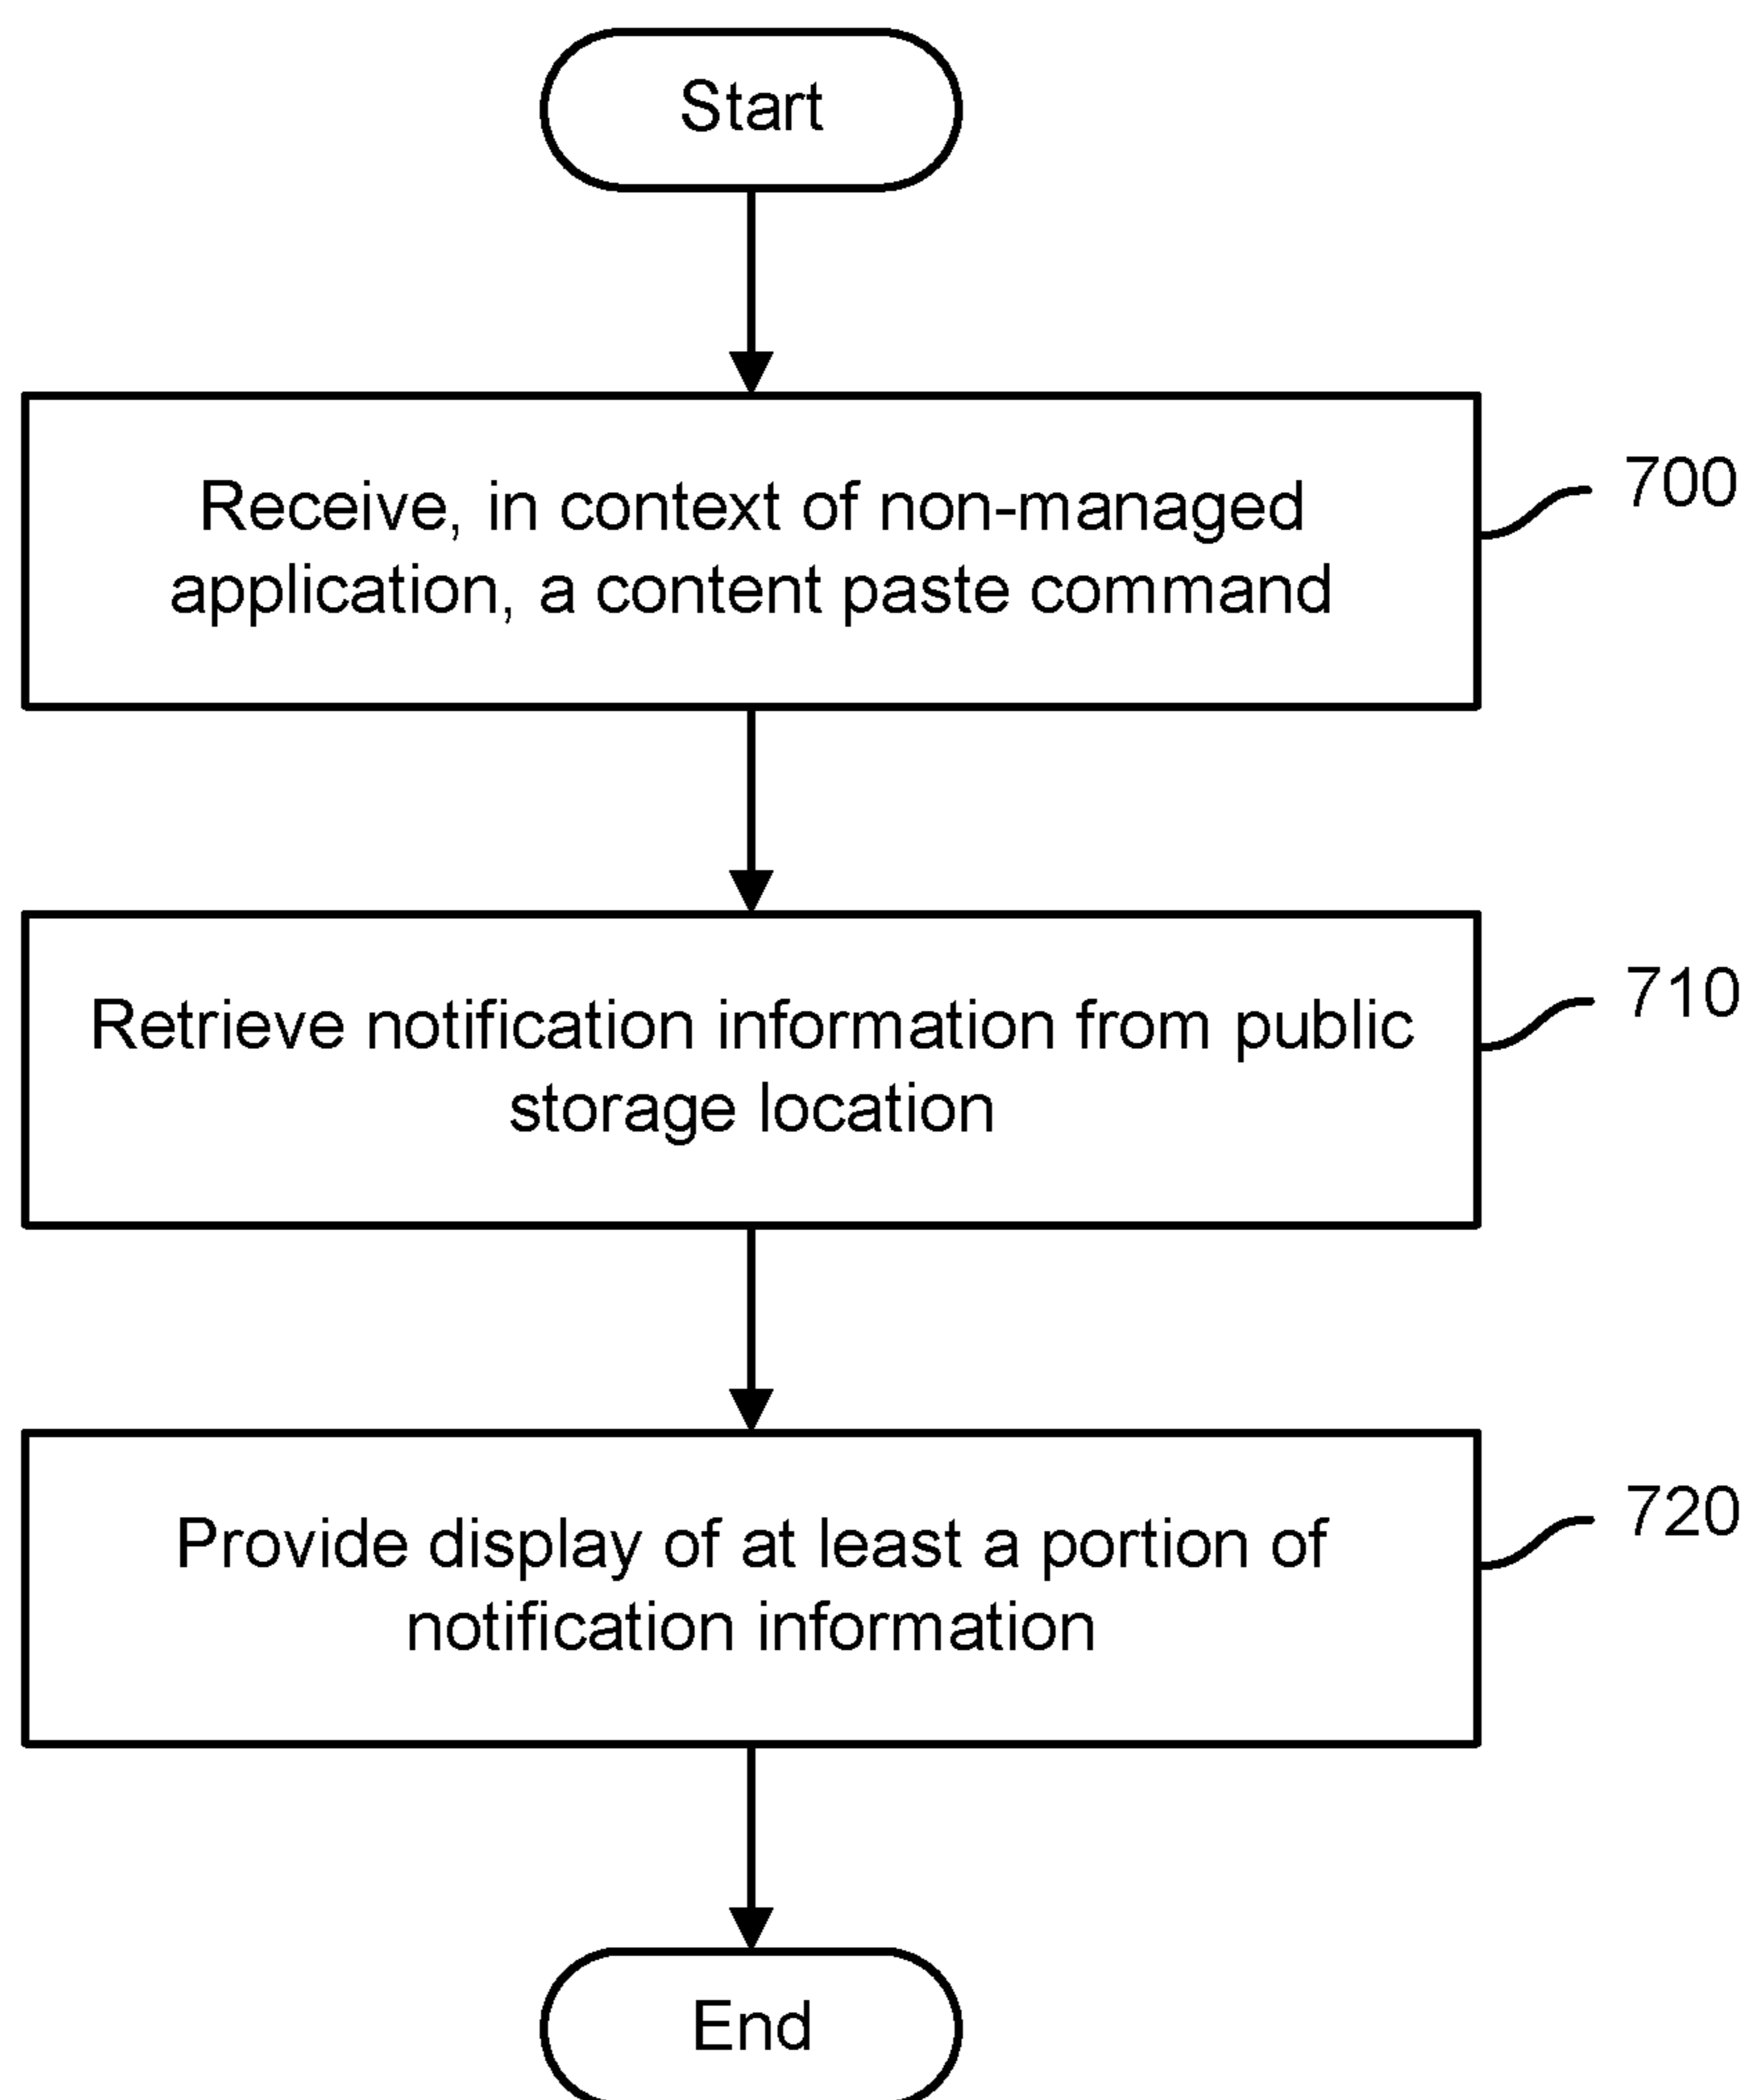 Start
Receive, in context of non-managed
application, a content paste command
700
Retrieve notification information from public
storage location
710
Provide display of at least a portion of
notification information
720
End